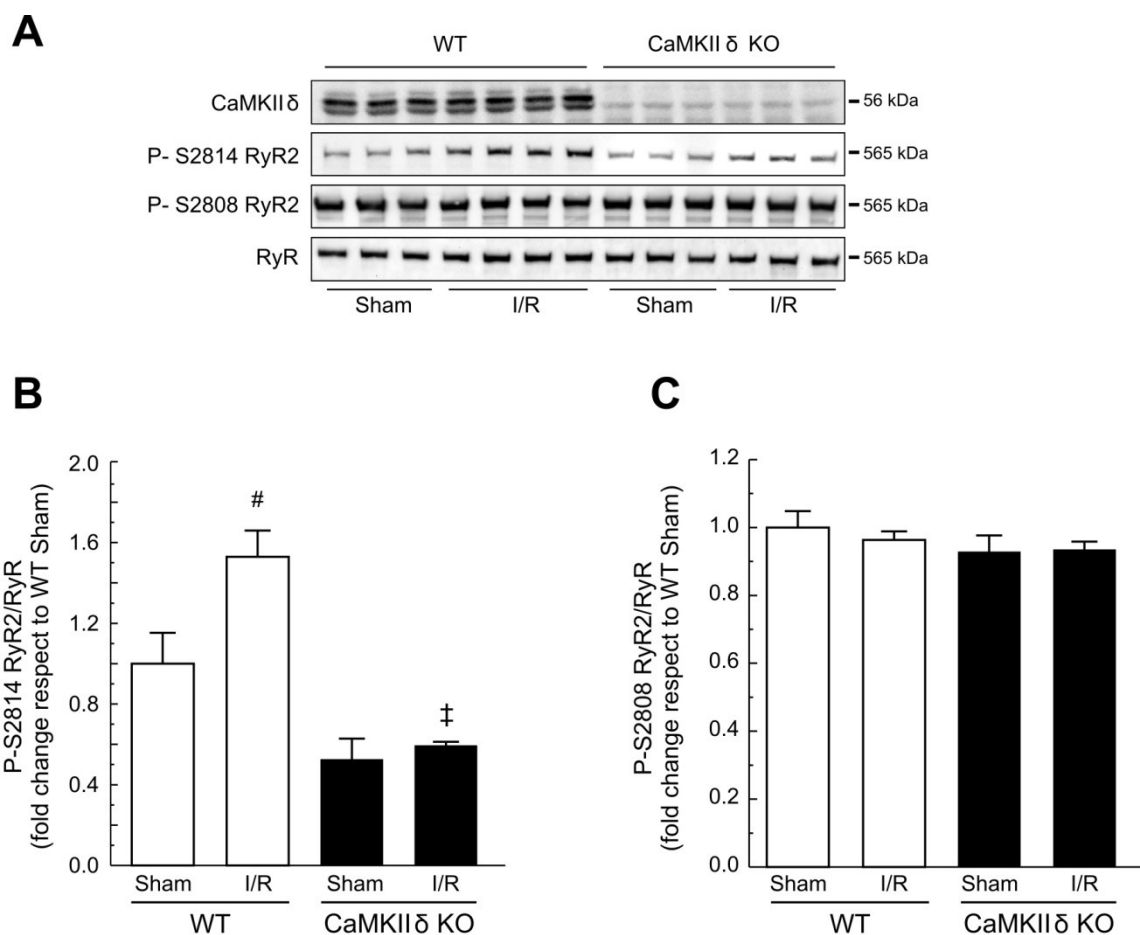 A
WT CaMKII δ KO
CaMKII δ 56 kDa
P- S2814 RyR2 565 kDa
P- S2808 RyR2 565 kDa
RyR 565 kDa
Sham I/R Sham I/R
B
P-S2814 RyR2/RyR
(fold change respect to WT Sham)
2.0
1.6
1.2
0.8
0.4
0.0
#
‡
Sham I/R Sham I/R
WT CaMKII δ KO
C
P-S2808 RyR2/RyR
(fold change respect to WT Sham)
1.2
1.0
0.8
0.6
0.4
0.2
0.0
Sham I/R Sham I/R
WT CaMKII δ KO